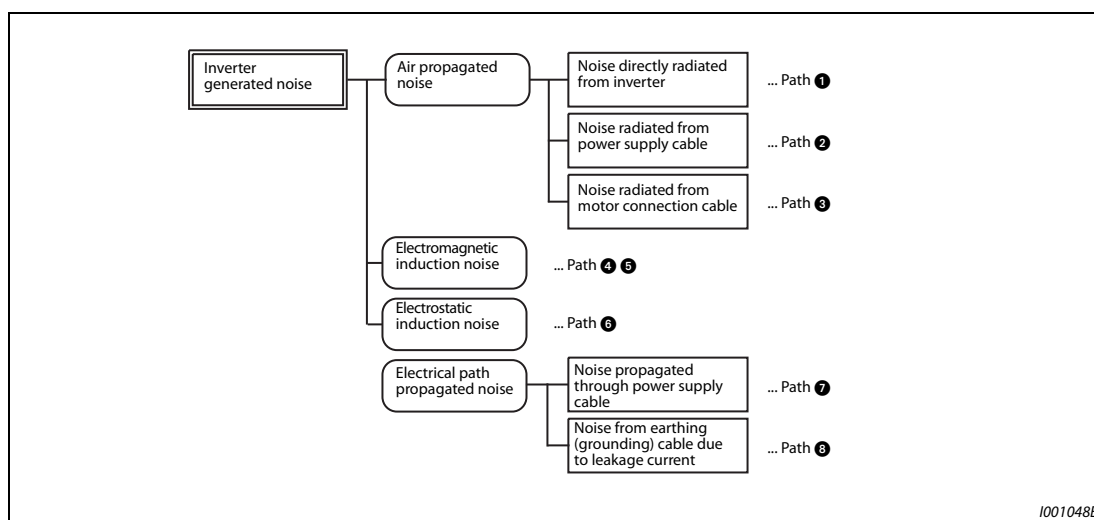 Inverter
generated noise
Air propagated
noise
Noise directly radiated
from inverter
... Path ❶
Noise radiated from
power supply cable
... Path ❷
Noise radiated from
motor connection cable
... Path ❸
Electromagnetic
induction noise
... Path ❹ ❺
Electrostatic
induction noise
... Path ❻
Electrical path
propagated noise
Noise propagated
through power supply
cable
... Path ❼
Noise from earthing
(grounding) cable due
to leakage current
... Path ❽
I001048E